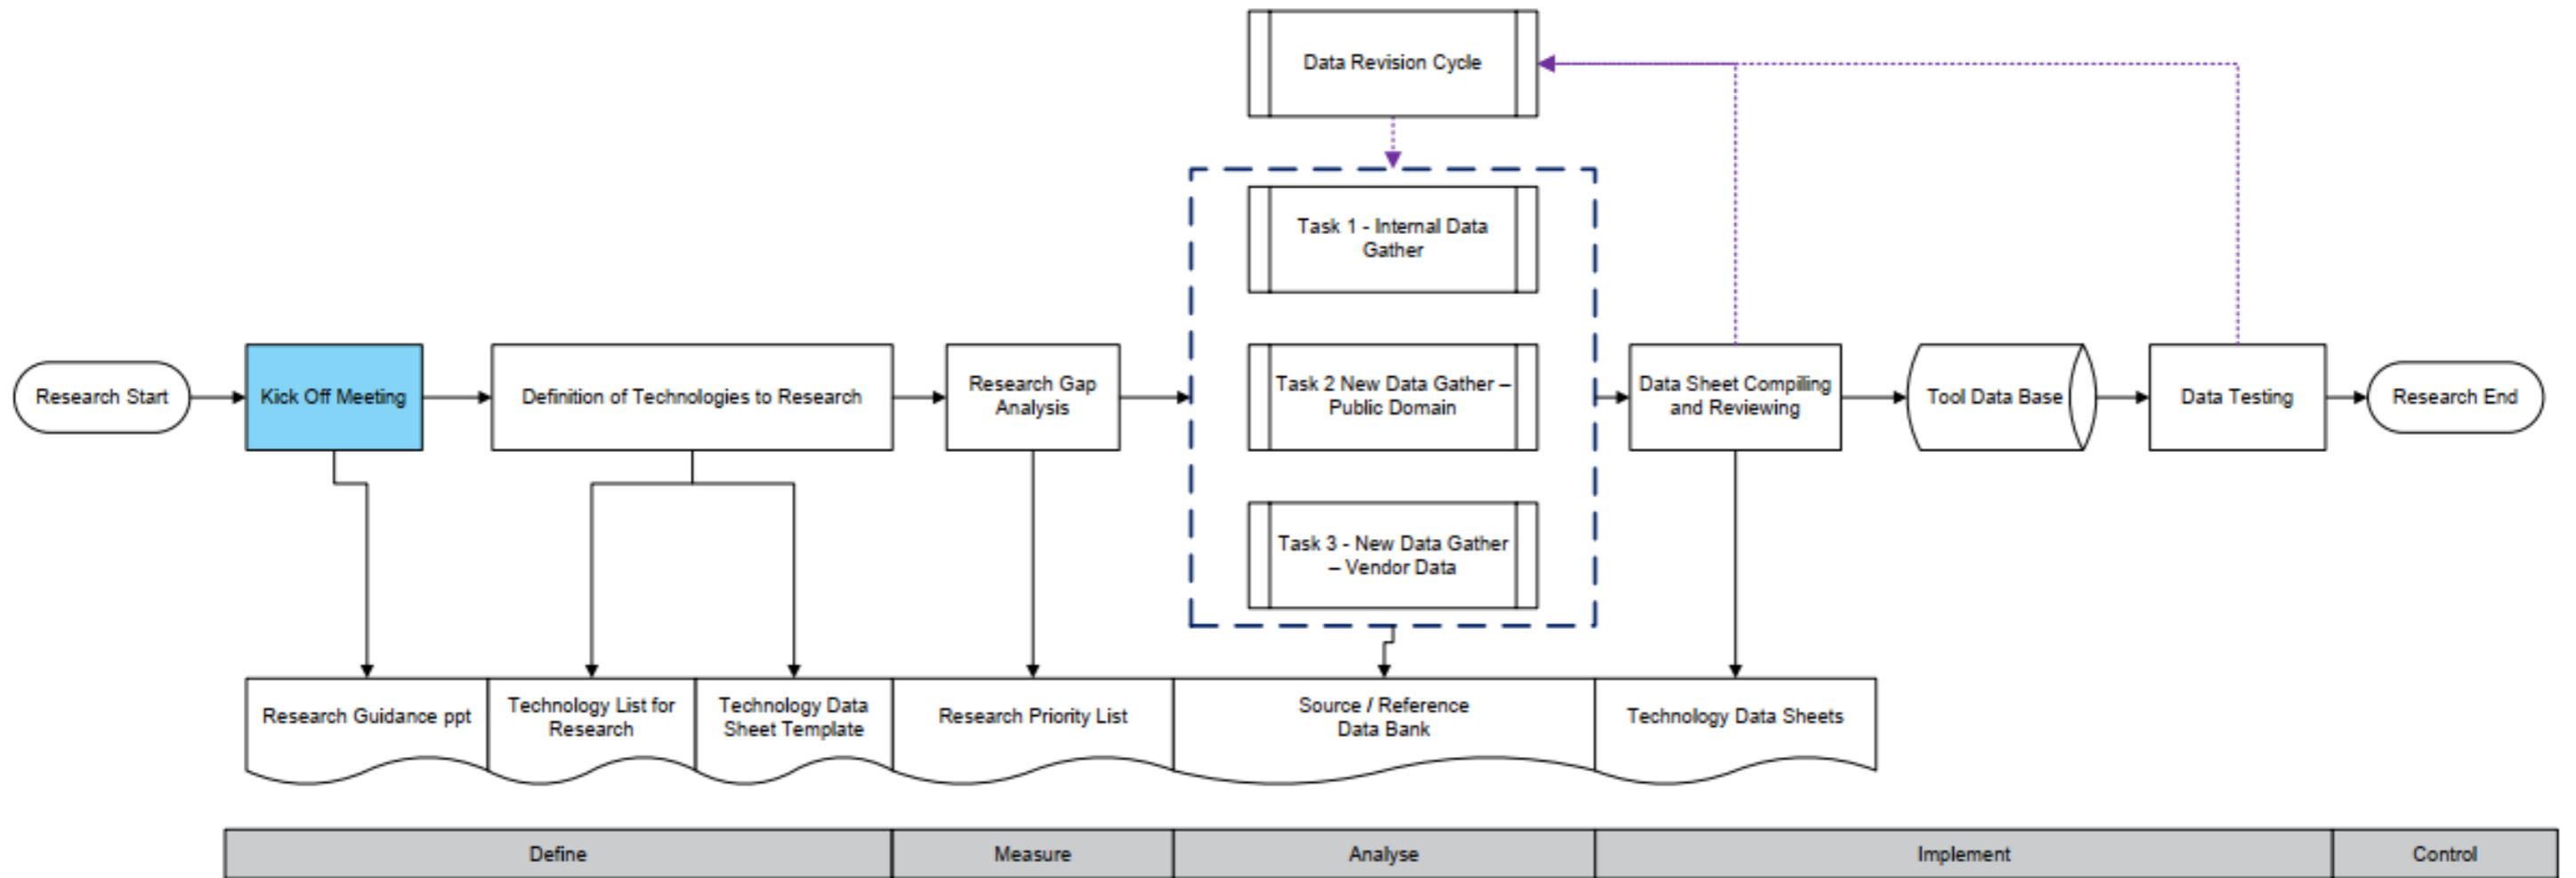 Data Revision Cycle
Task 1 - Internal Data
Gather
Research Start
Kick Off Meeting
Definition of Technologies to Research
Research Gap
Analysis
Task 2 New Data Gather –
Public Domain
Data Sheet Compiling
and Reviewing
Tool Data Base
Data Testing
Research End
Task 3 - New Data Gather
– Vendor Data
Research Guidance ppt
Technology List for
Research
Technology Data
Sheet Template
Research Priority List
Source / Reference
Data Bank
Technology Data Sheets
Define
Measure
Analyse
Implement
Control